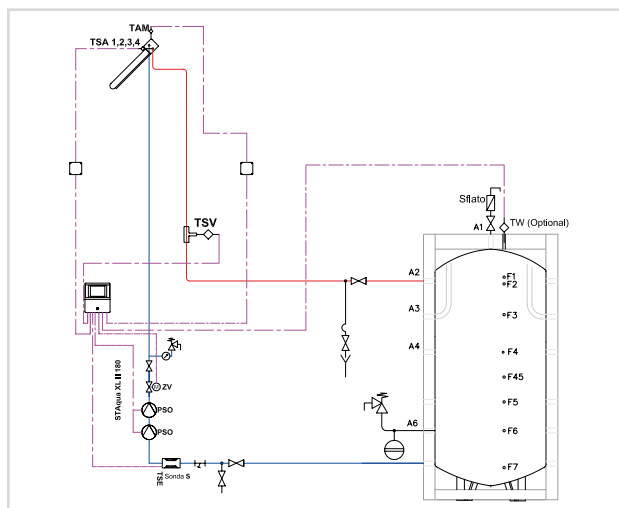 TAM
TSA 1,2,3,4
Sflato
A1
TW (Optional)
TSV
A2
F1
F2
A3
F3
A4
F4
F45
STAqua XL II 180
M
ZV
F5
PSO
A6
F6
PSO
TSE
Sonda S
F7